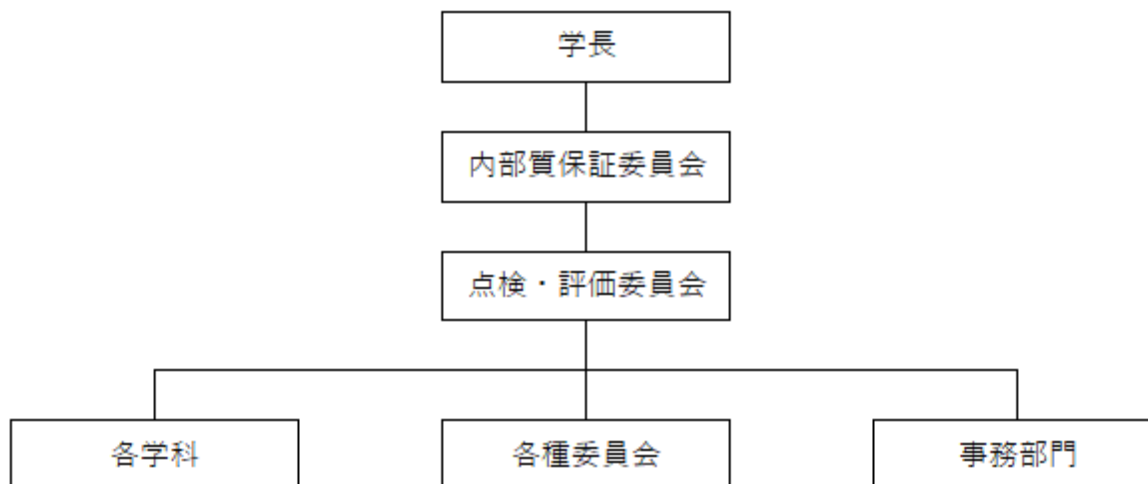 学長
内部質保証委員会
点検・評価委員会
各学科
各種委員会
事務部門